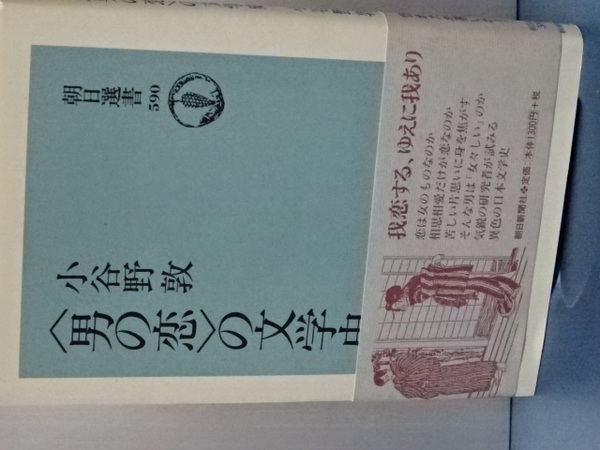 朝日選書
590
小谷野敦
〈男の恋〉の文学史
我恋する、ゆえに我あり
恋は女のものなのか
相思相愛だけが恋なのか
苦しい片思いに身を焦がす
そんな男は「女々しい」のか
気鋭の研究者が試みる
異色の日本文学史
朝日新聞社❖定価:本体1300円+税